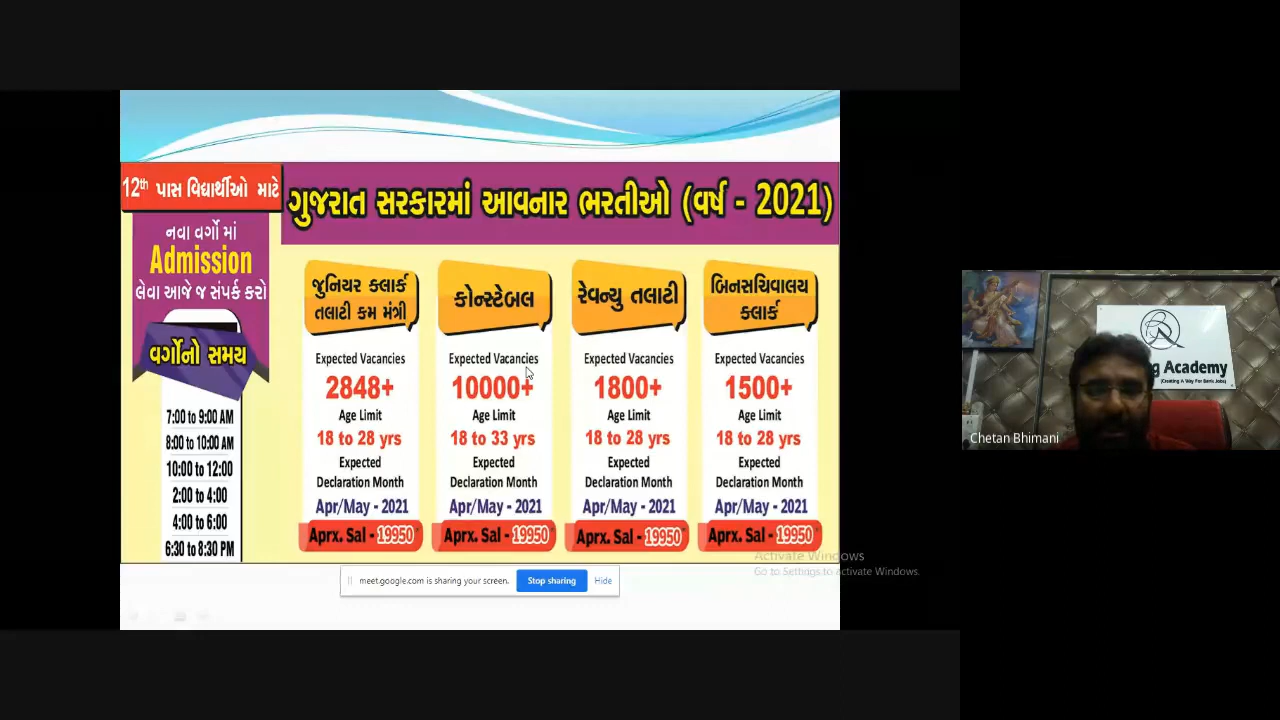 12th પાસ વિદ્યાર્થીઓ માટે
ગુજરાત સરકારમાં આવનાર ભરતીઓ (વર્ષ - 2021)
નવા વર્ગો માં
Admission
લેવા આજે જ સંપર્ક કરો
વર્ગોનો સમય
7:00 to 9:00 AM
8:00 to 10:00 AM
10:00 to 12:00
2:00 to 4:00
4:00 to 6:00
6:30 to 8:30 PM
જુનિયર ક્લાર્ક
તલાટી કમ મંત્રી
Expected Vacancies
2848+
Age Limit
18 to 28 yrs
Expected
Declaration Month
Apr/May - 2021
Aprx. Sal - 19950
કોન્સ્ટેબલ
Expected Vacancies
10000+
Age Limit
18 to 33 yrs
Expected
Declaration Month
Apr/May - 2021
Aprx. Sal - 19950
રેવન્યુ તલાટી
Expected Vacancies
1800+
Age Limit
18 to 28 yrs
Expected
Declaration Month
Apr/May - 2021
Aprx. Sal - 19950
બિનસચિવાલય
ક્લાર્ક
Expected Vacancies
1500+
Age Limit
18 to 28 yrs
Expected
Declaration Month
Apr/May - 2021
Aprx. Sal - 19950
Activate Windows
Go to Settings to activate Windows.
meet.google.com is sharing your screen.
Stop sharing
Hide
Academy
(Creating A Way For Bank Jobs)
Chetan Bhimani